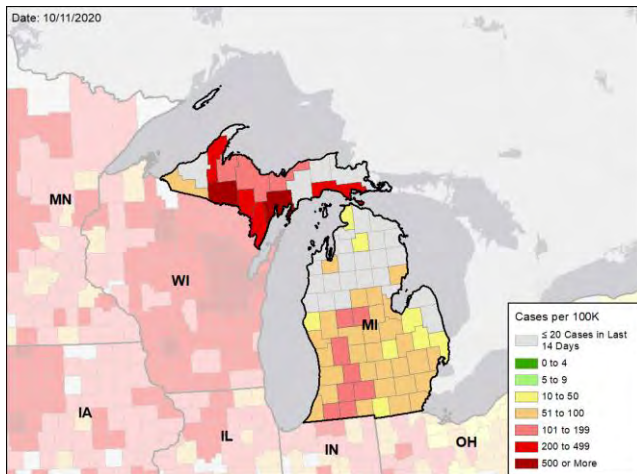 Date: 10/11/2020
MN
WI
MI
IA
IL
IN
OH
Cases per 100K
≤ 20 Cases in Last
14 Days
0 to 4
5 to 9
10 to 50
51 to 100
101 to 199
200 to 499
500 or More